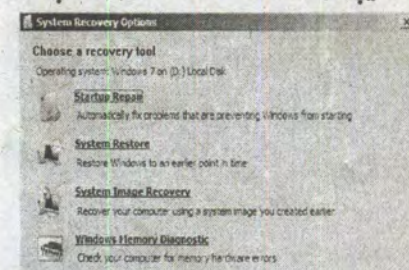 System Recovery Options
Choose a recovery tool
Operating system: Windows 7 on (D:) Local Disk
Startup Repair
Automatically fix problems that are preventing Windows from starting
System Restore
Restore Windows to an earlier point in time
System Image Recovery
Recover your computer using a system image you created earlier
Windows Memory Diagnostic
Check your computer for memory hardware errors